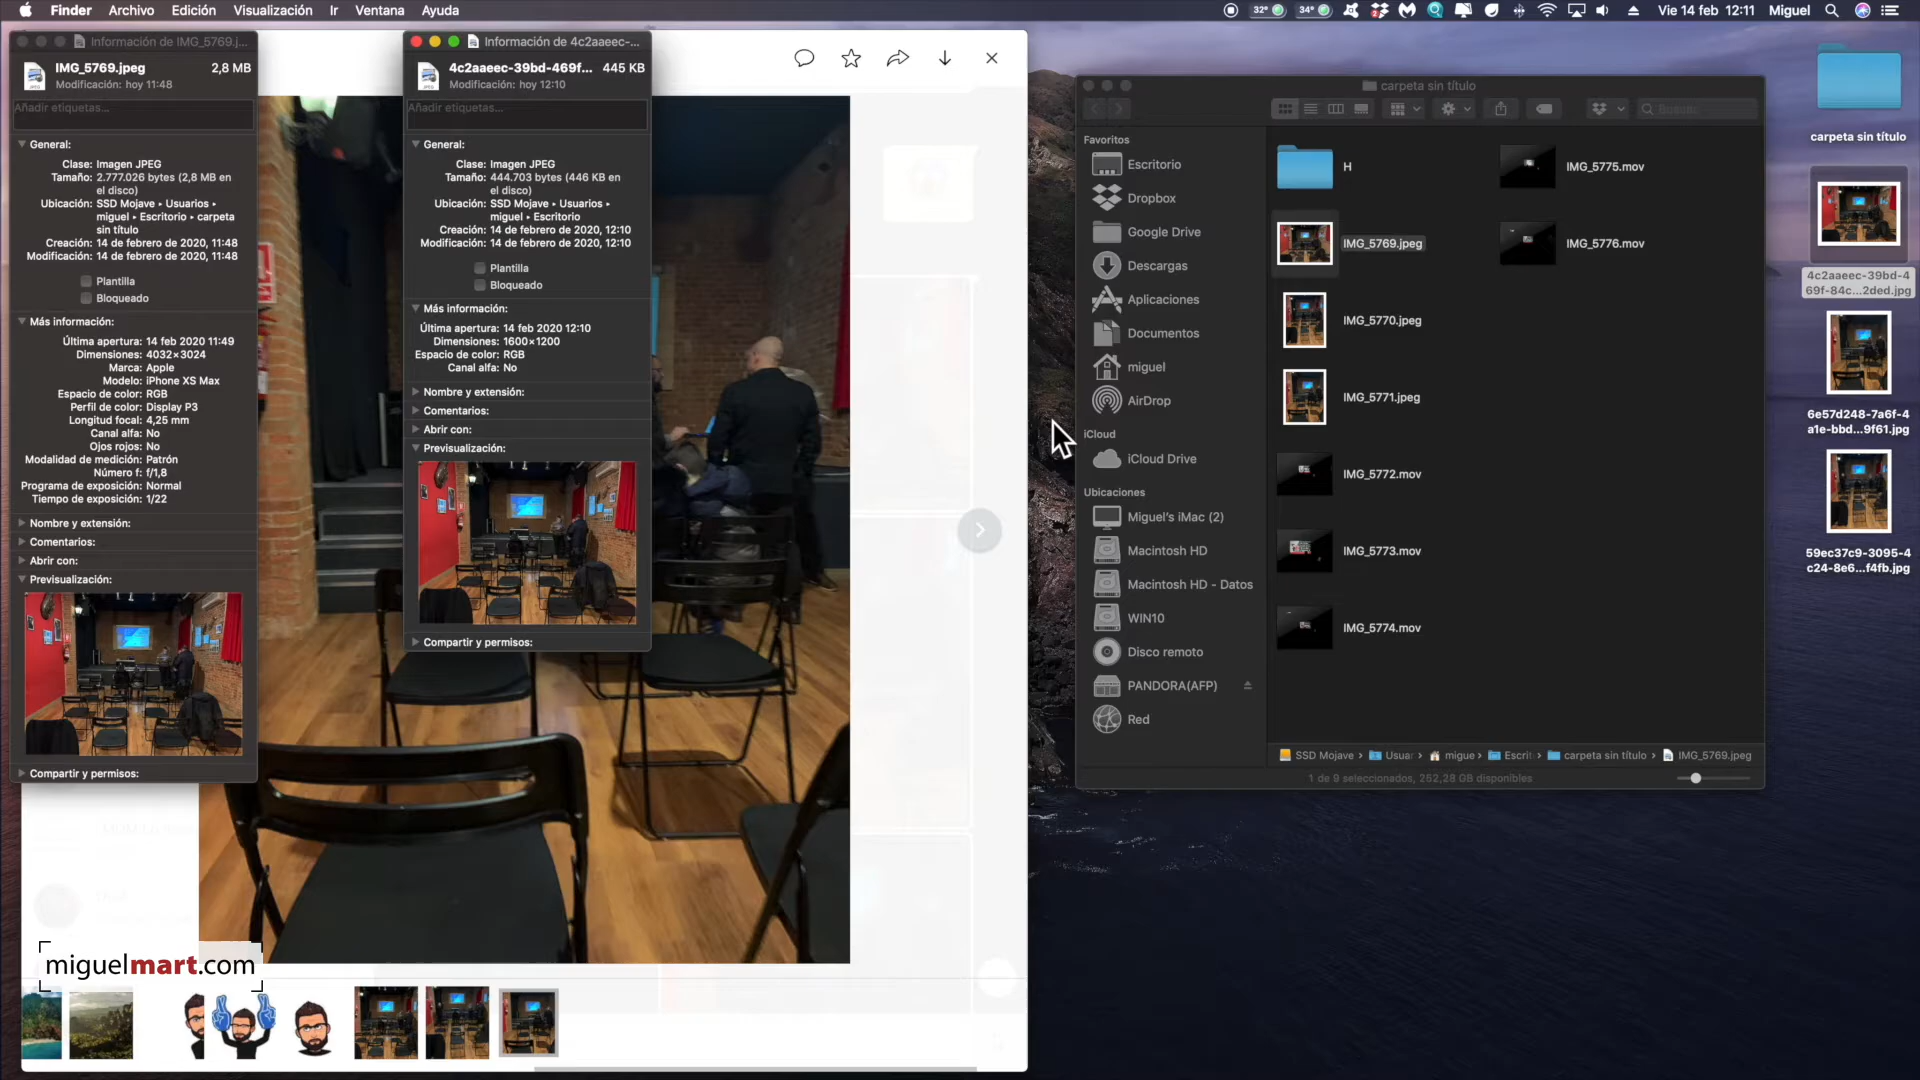 Finder Archivo Edición Visualización Ir Ventana Ayuda
32° 34° Vie 14 feb 12:11 Miguel
Información de IMG_5769.j...
IMG_5769.jpeg 2,8 MB
Modificación: hoy 11:48
Añadir etiquetas...
General:
Clase: Imagen JPEG
Tamaño: 2.777.026 bytes (2,8 MB en
el disco)
Ubicación: SSD Mojave ▸ Usuarios ▸
miguel ▸ Escritorio ▸ carpeta
sin título
Creación: 14 de febrero de 2020, 11:48
Modificación: 14 de febrero de 2020, 11:48
Plantilla
Bloqueado
Más información:
Última apertura: 14 feb 2020 11:49
Dimensiones: 4032×3024
Marca: Apple
Modelo: iPhone XS Max
Espacio de color: RGB
Perfil de color: Display P3
Longitud focal: 4,25 mm
Canal alfa: No
Ojos rojos: No
Modalidad de medición: Patrón
Número f: f/1,8
Programa de exposición: Normal
Tiempo de exposición: 1/22
Nombre y extensión:
Comentarios:
Abrir con:
Previsualización:
Compartir y permisos:
Información de 4c2aaeec-...
4c2aaeec-39bd-469f... 445 KB
Modificación: hoy 12:10
Añadir etiquetas...
General:
Clase: Imagen JPEG
Tamaño: 444.703 bytes (446 KB en
el disco)
Ubicación: SSD Mojave ▸ Usuarios ▸
miguel ▸ Escritorio
Creación: 14 de febrero de 2020, 12:10
Modificación: 14 de febrero de 2020, 12:10
Plantilla
Bloqueado
Más información:
Última apertura: 14 feb 2020 12:10
Dimensiones: 1600×1200
Espacio de color: RGB
Canal alfa: No
Nombre y extensión:
Comentarios:
Abrir con:
Previsualización:
Compartir y permisos:
miguelmart.com
carpeta sin título
Buscar
Favoritos
Escritorio
Dropbox
Google Drive
Descargas
Aplicaciones
Documentos
miguel
AirDrop
iCloud
iCloud Drive
Ubicaciones
Miguel's iMac (2)
Macintosh HD
Macintosh HD - Datos
WIN10
Disco remoto
PANDORA(AFP)
Red
H
IMG_5769.jpeg
IMG_5770.jpeg
IMG_5771.jpeg
IMG_5772.mov
IMG_5773.mov
IMG_5774.mov
IMG_5775.mov
IMG_5776.mov
SSD Mojave › Usuar › migue › Escrit › carpeta sin título › IMG_5769.jpeg
1 de 9 seleccionados, 262,28 GB disponibles
carpeta sin título
4c2aaeec-39bd-4
69f-84c...2ded.jpg
6e57d248-7a6f-4
a1e-bbd...9f61.jpg
59ec37c9-3095-4
c24-8e6...f4fb.jpg